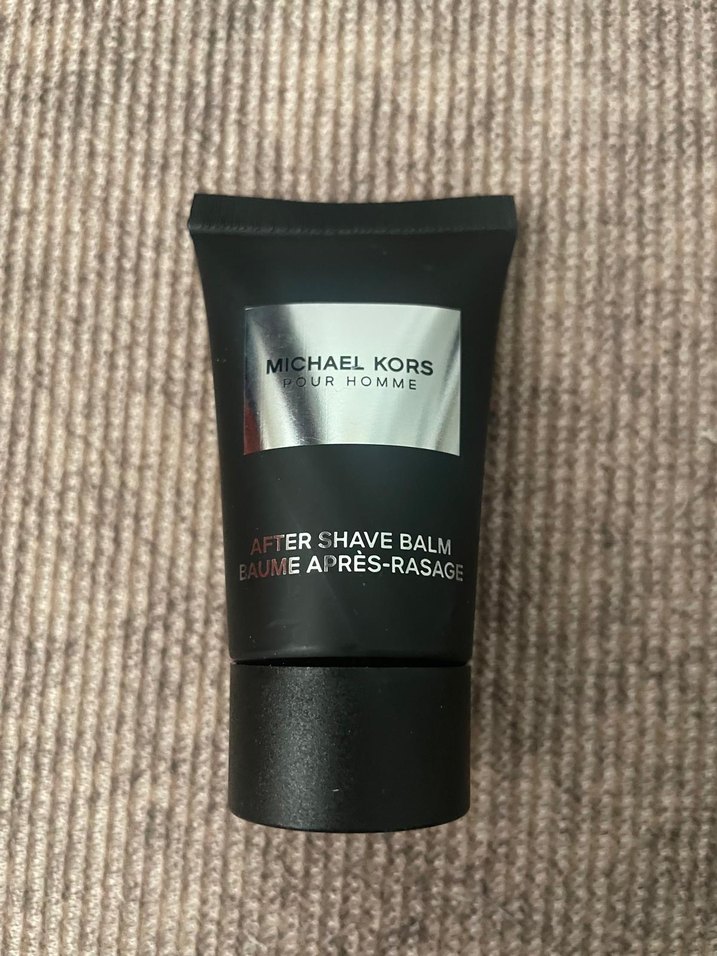 MICHAEL KORS
POUR HOMME
AFTER SHAVE BALM
BAUME APRÈS-RASAGE